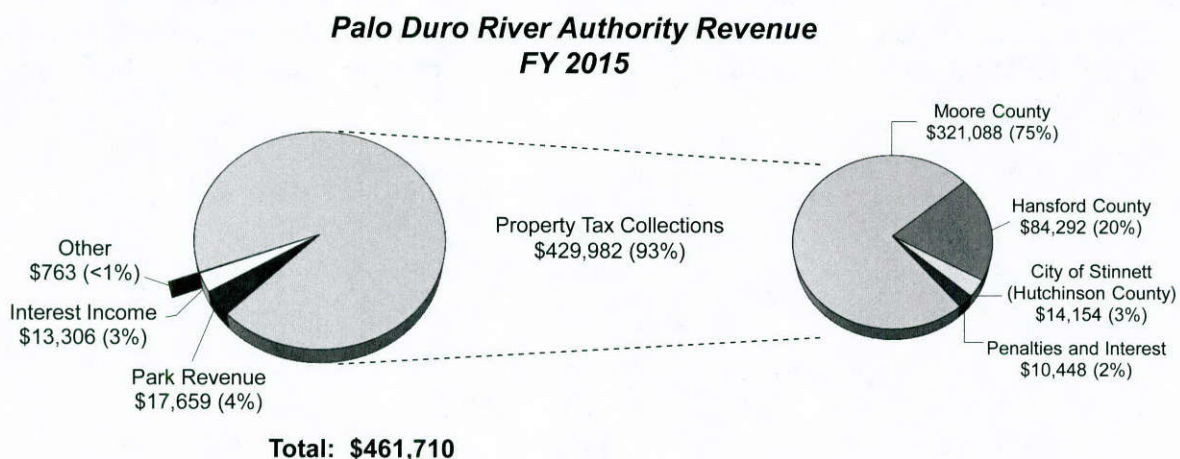 Palo Duro River Authority Revenue
FY 2015
Property Tax Collections
$429,982 (93%)
Other
$763 (<1%)
Interest Income
$13,306 (3%)
Park Revenue
$17,659 (4%)
Moore County
$321,088 (75%)
Hansford County
$84,292 (20%)
City of Stinnett
(Hutchinson County)
$14,154 (3%)
Penalties and Interest
$10,448 (2%)
Total: $461,710